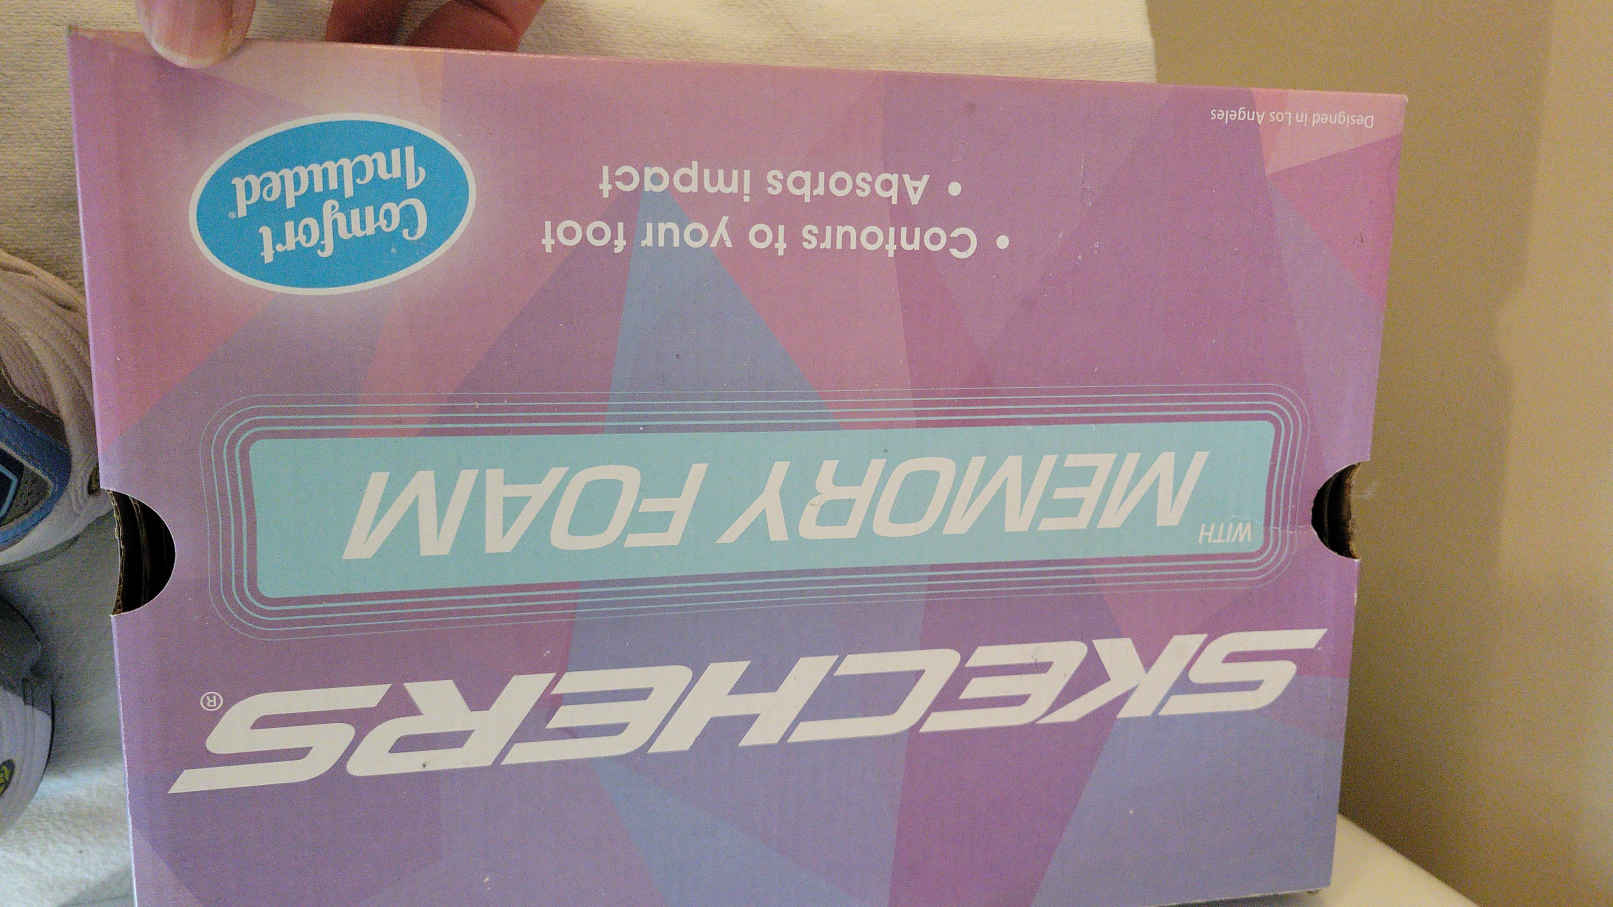 SKECHERS®
WITH MEMORY FOAM
• Contours to your foot
• Absorbs impact
Comfort
Included®
Designed in Los Angeles